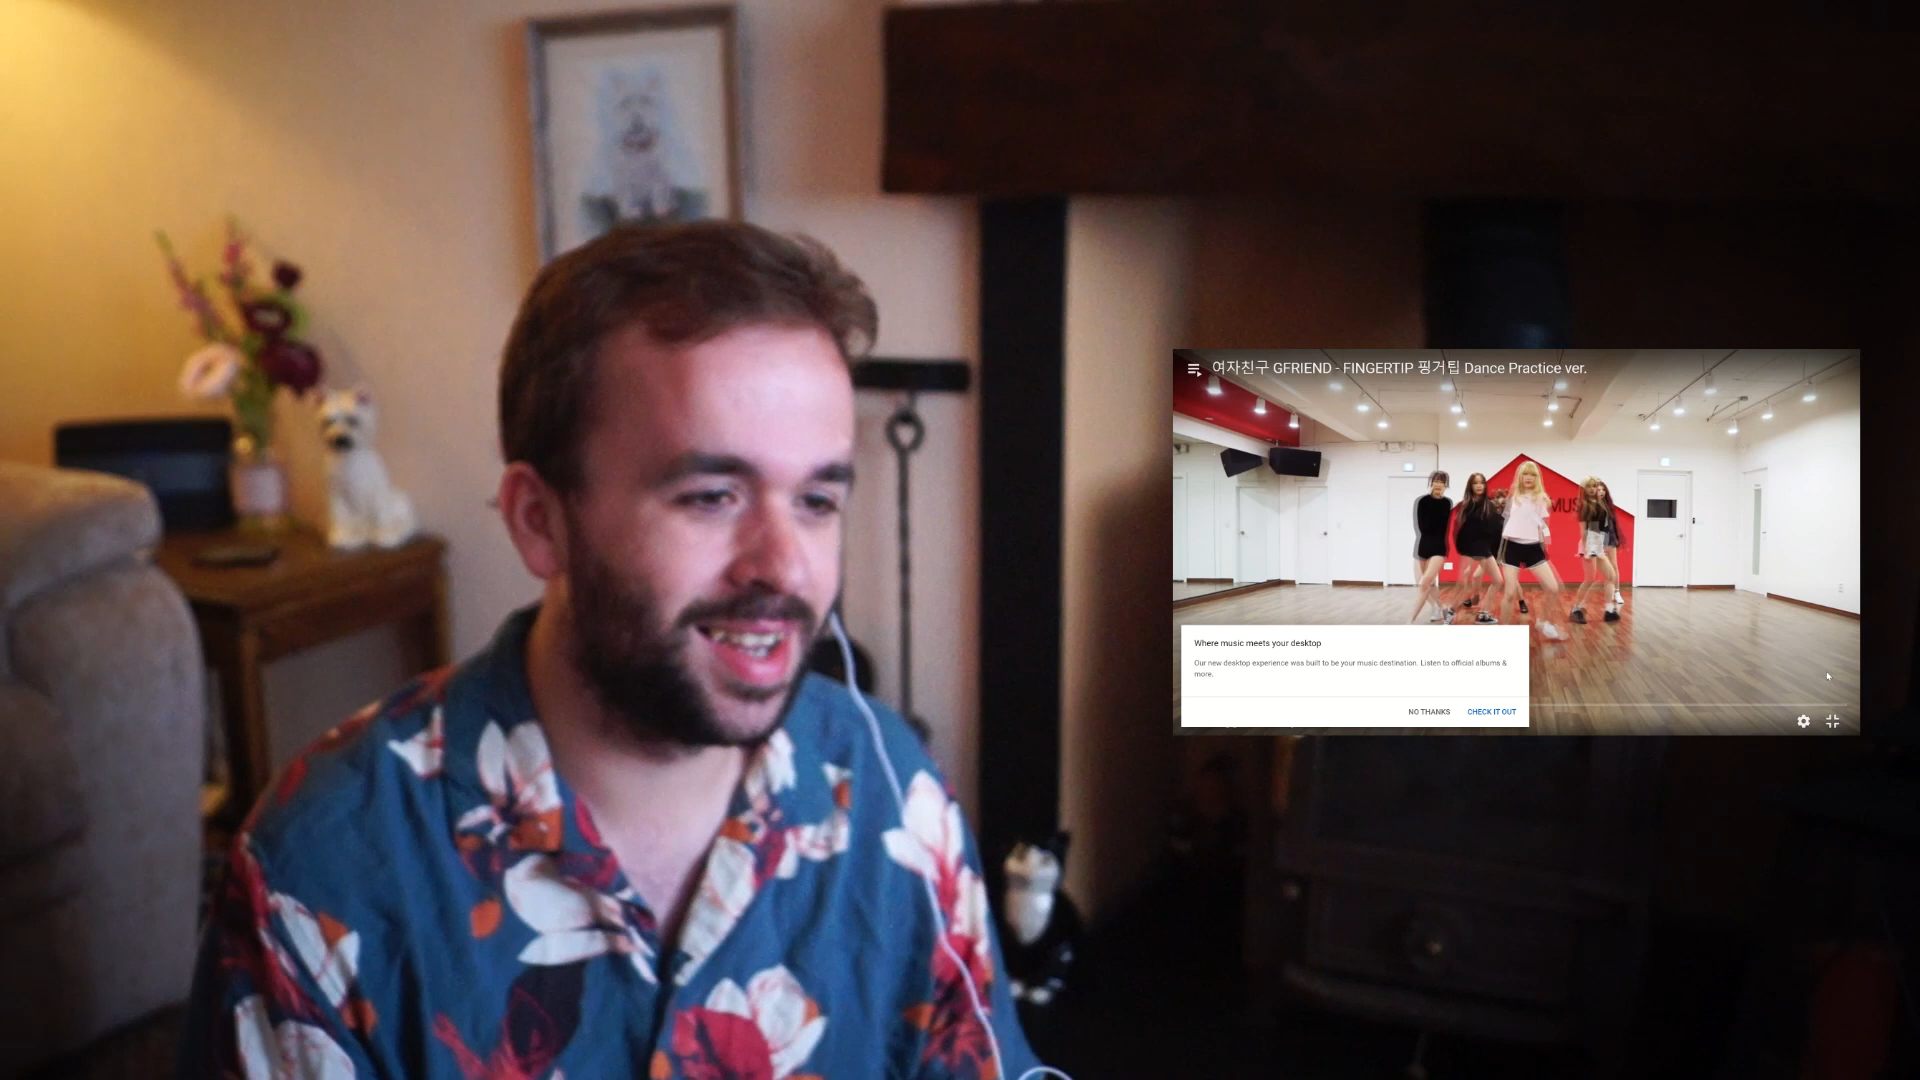 여자친구 GFRIEND - FINGERTIP 핑거팁 Dance Practice ver.
MUS
Where music meets your desktop
Our new desktop experience was built to be your music destination. Listen to official albums &
more.
NO THANKS CHECK IT OUT